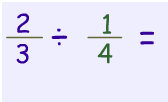 2/3 ÷ 1/4 =